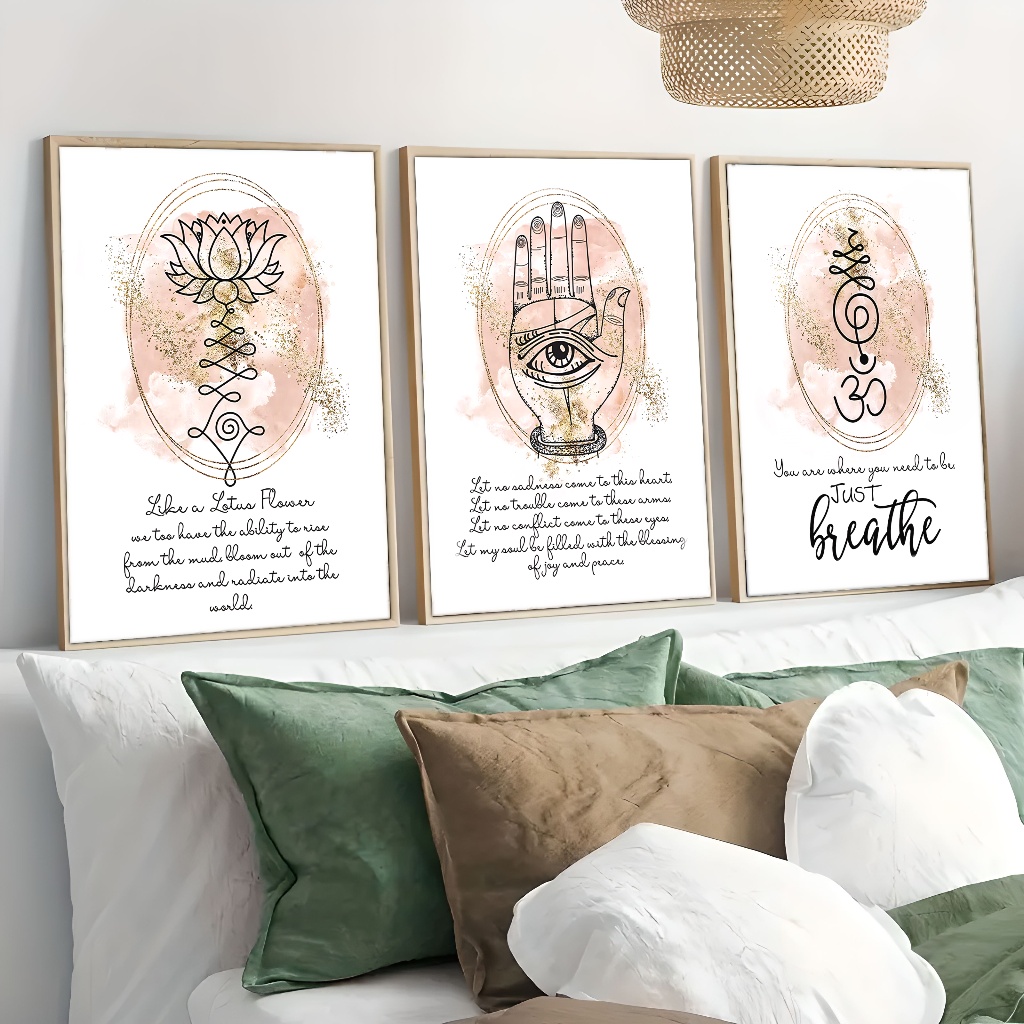 Like a Lotus Flower
we too have the ability to rise
from the mud, bloom out of the
darkness and radiate into the
world.
Let no sadness come to this heart,
Let no trouble come to these arms,
Let no conflict come to these eyes,
Let my soul be filled with the blessing
of joy and peace.
You are where you need to be.
JUST
breathe